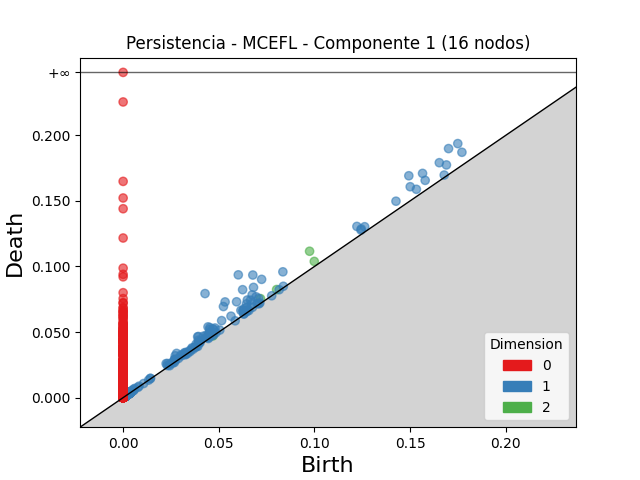 Persistencia - MCEFL - Componente 1 (16 nodos)
+∞
0.200
0.150
0.100
0.050
0.000
Death
Dimension
0
1
2
0.00 0.05 0.10 0.15 0.20
Birth